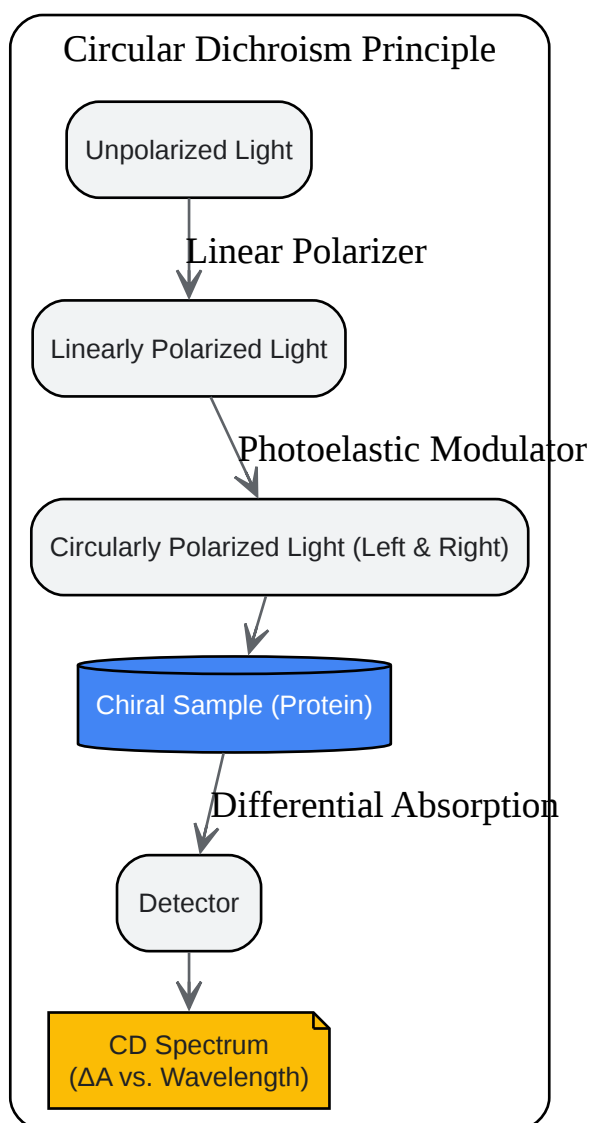 Circular Dichroism Principle
Unpolarized Light
Linear Polarizer
Linearly Polarized Light
Photoelastic Modulator
Circularly Polarized Light (Left & Right)
Chiral Sample (Protein)
Differential Absorption
Detector
CD Spectrum
(ΔA vs. Wavelength)